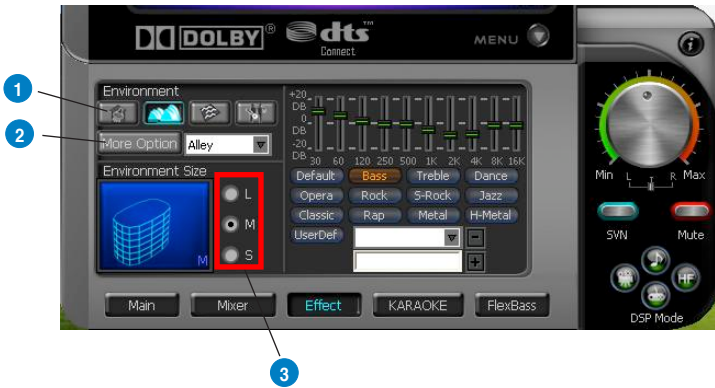 DOLBY®
dts™
Connect
MENU
i
1
Environment
2
More Option
Alley
Environment Size
L
M
S
M
+20
DB
0
DB
-20
DB
30 60 120 250 500 1K 2K 4K 8K 16K
Default Bass Treble Dance
Opera Rock S-Rock Jazz
Classic Rap Metal H-Metal
UserDef
-
+
Min L R Max
SVN Mute
HF
DSP Mode
Main Mixer Effect KARAOKE FlexBass
3